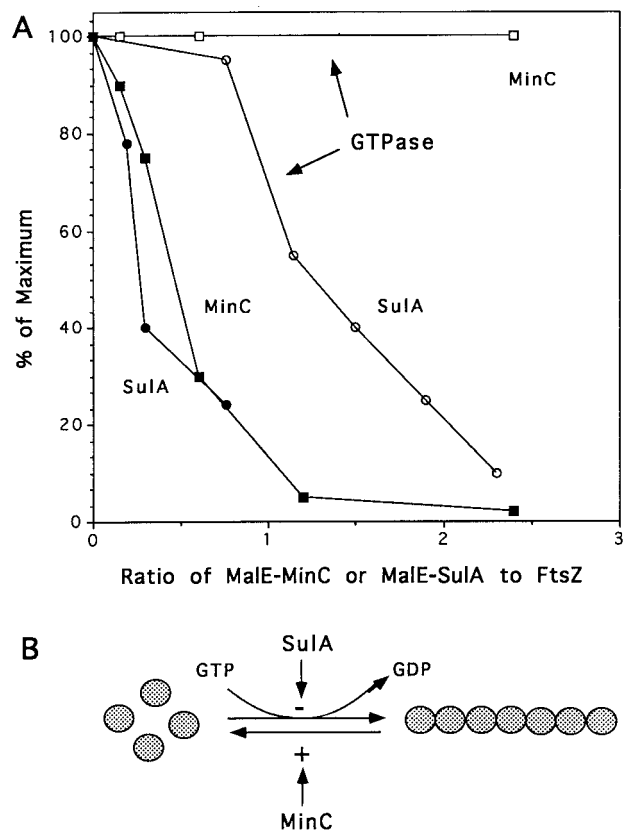 A
100
80
60
40
20
0
% of Maximum
MinC
GTPase
MinC
SulA
SulA
0 1 2 3
Ratio of MalE-MinC or MalE-SulA to FtsZ
B
SulA
GTP
GDP
-
+
MinC